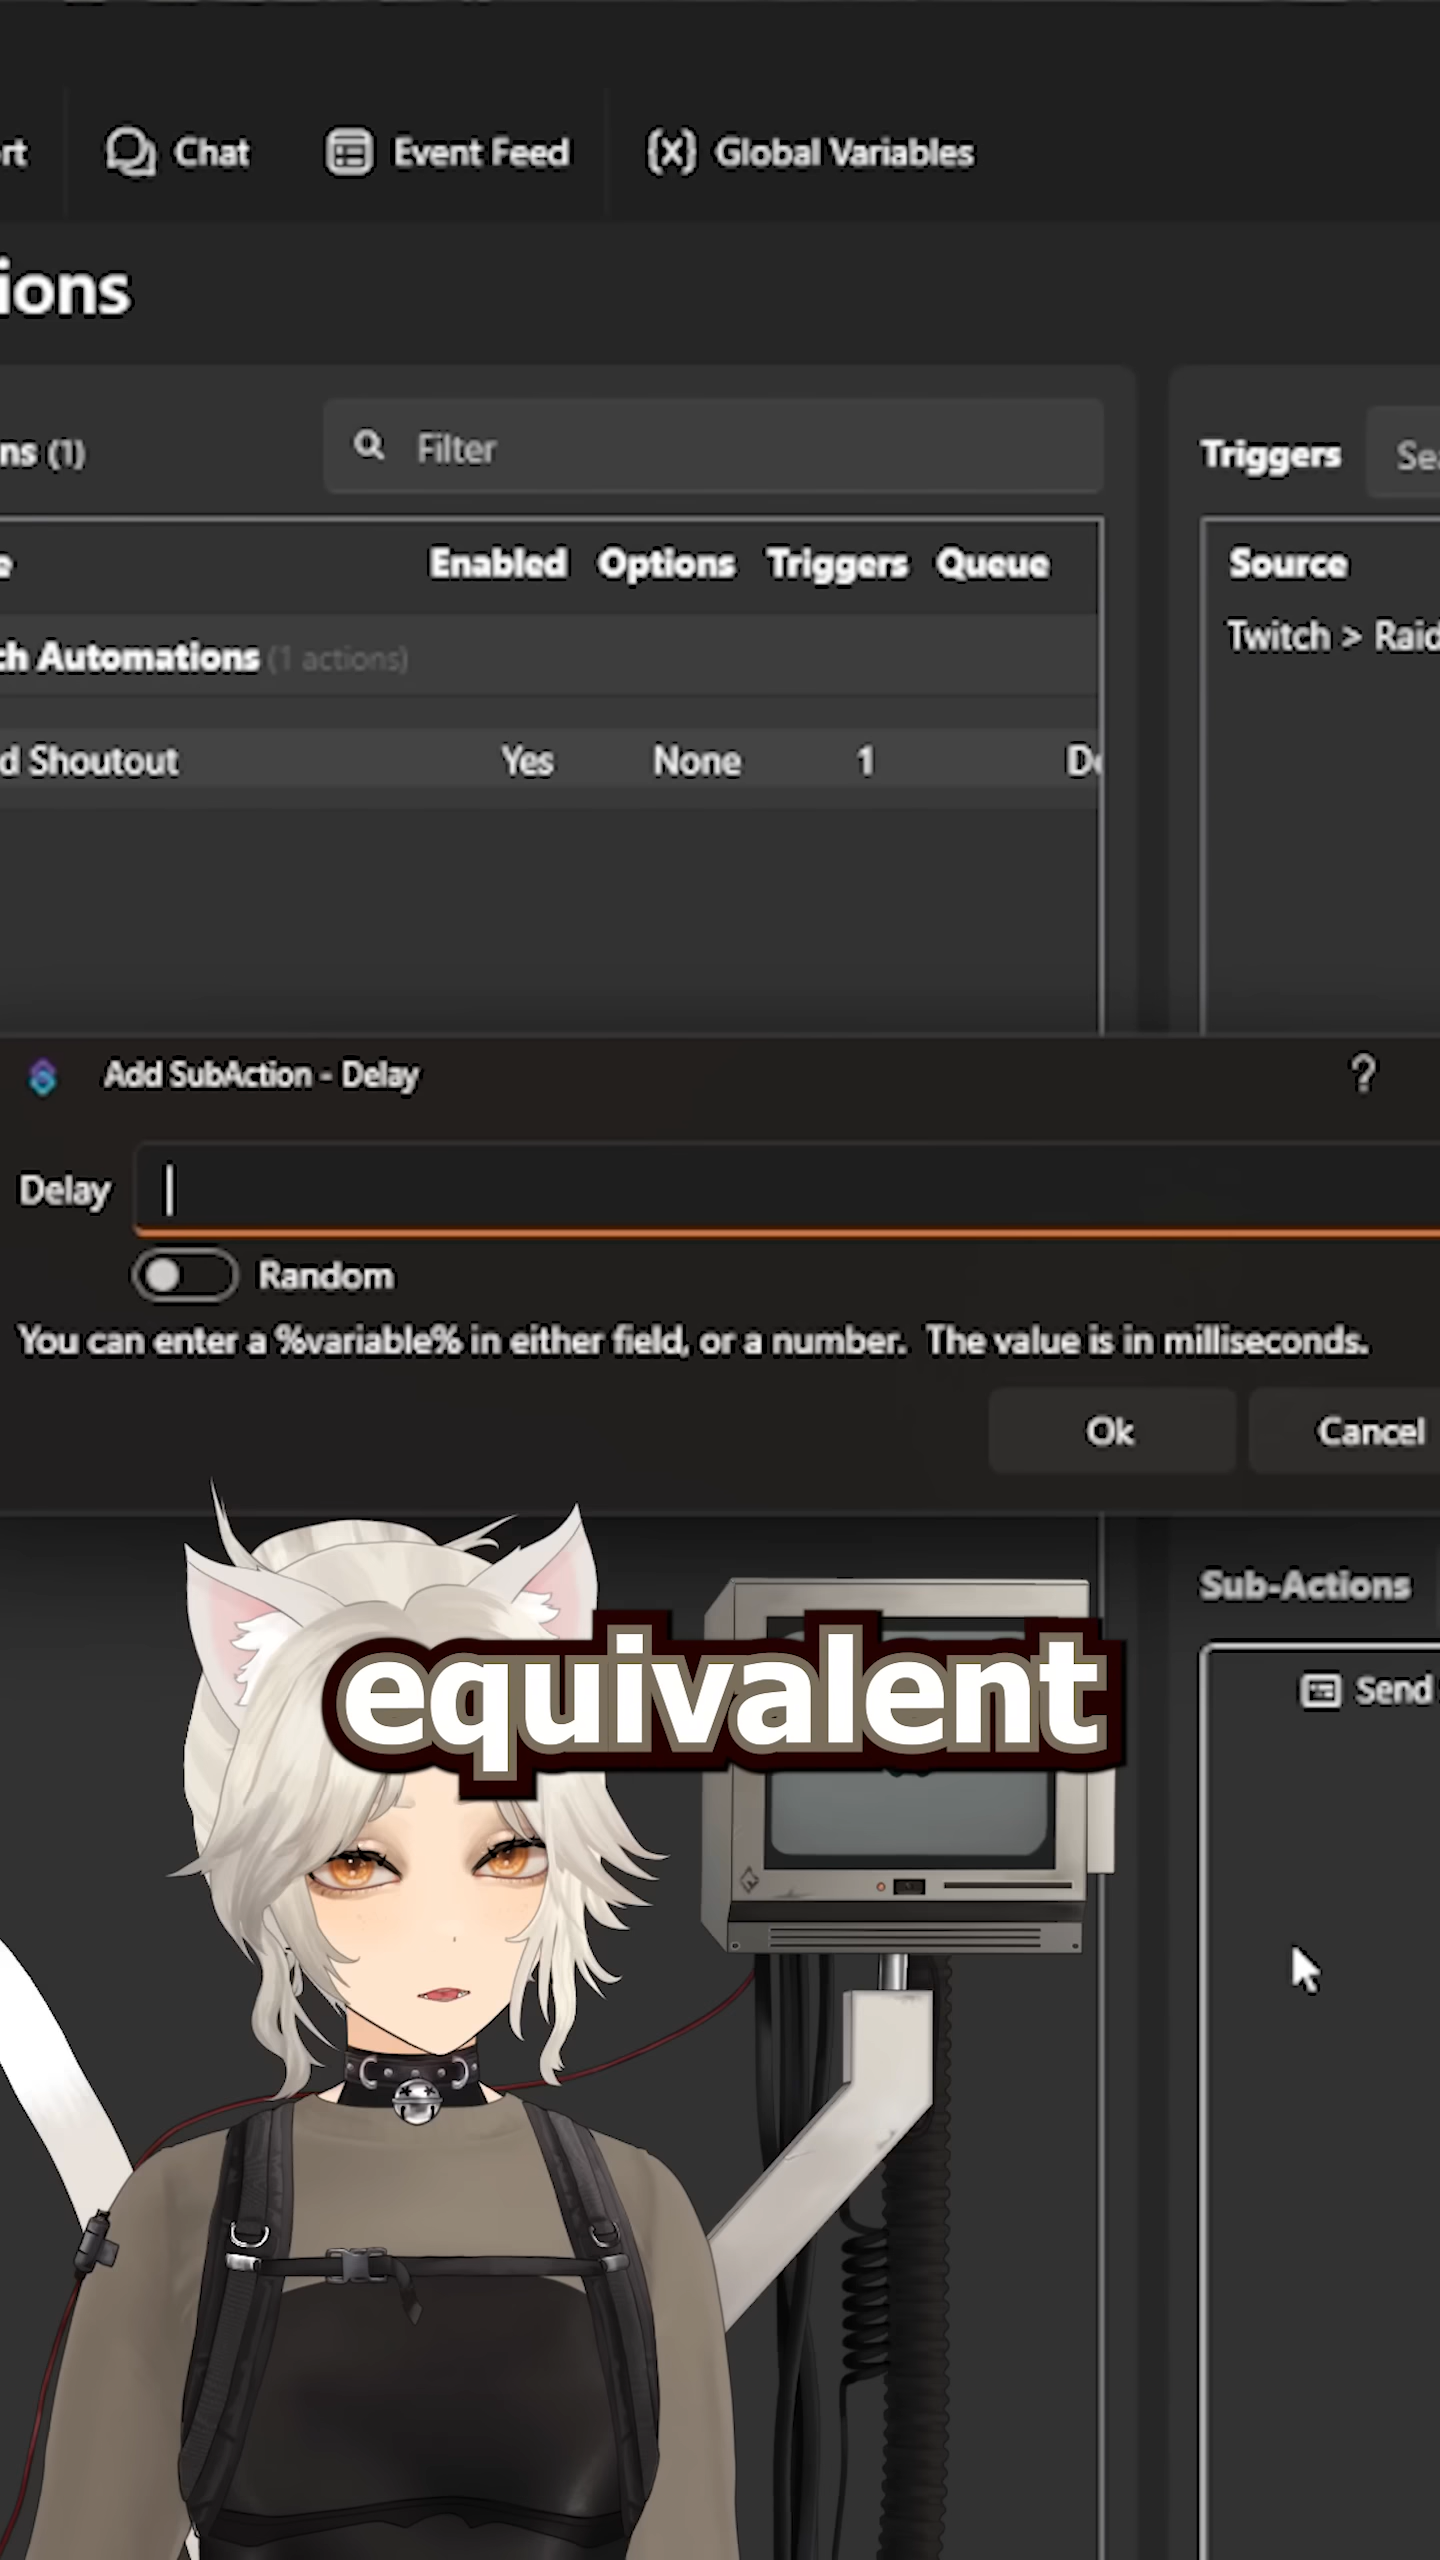 rt Chat Event Feed Global Variables
ions
ns (1) Filter
Triggers Sea
e Enabled Options Triggers Queue
Source
ch Automations (1 actions)
Twitch > Raid
d Shoutout Yes None 1 De
Add SubAction - Delay ?
Delay
Random
You can enter a %variable% in either field, or a number. The value is in milliseconds.
Ok Cancel
Sub-Actions
equivalent
Send